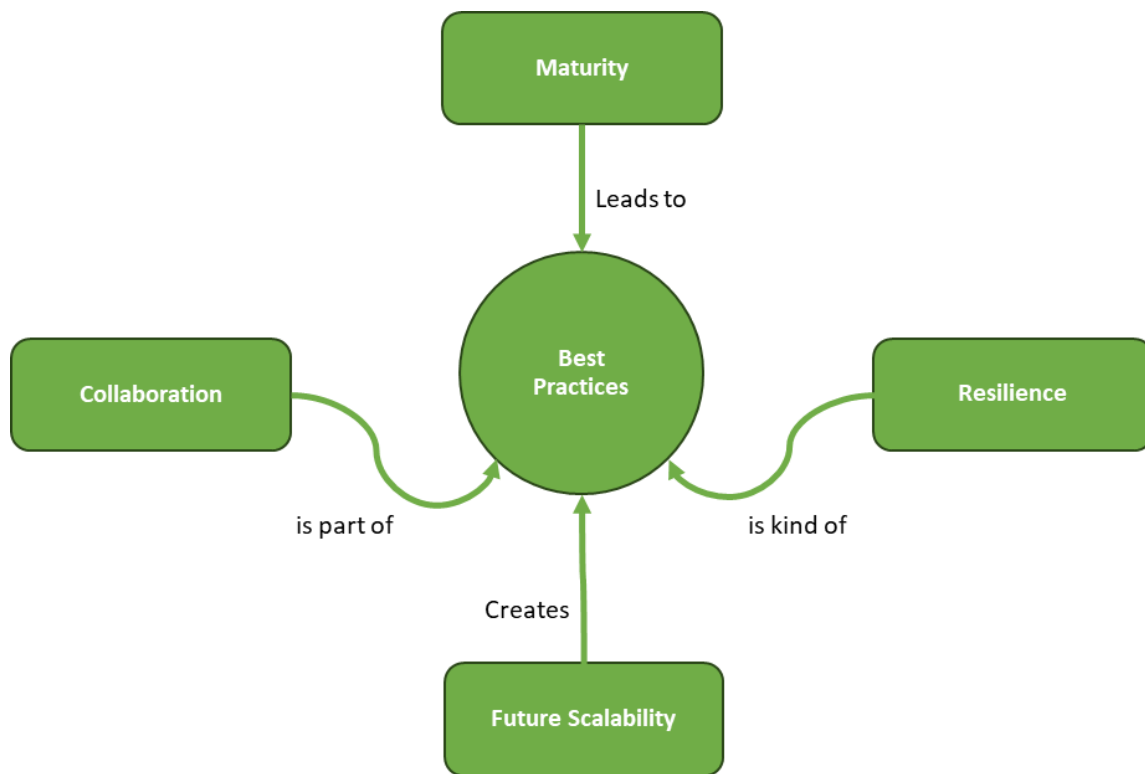 Maturity
Leads to
Best
Practices
Collaboration
Resilience
is part of
is kind of
Creates
Future Scalability